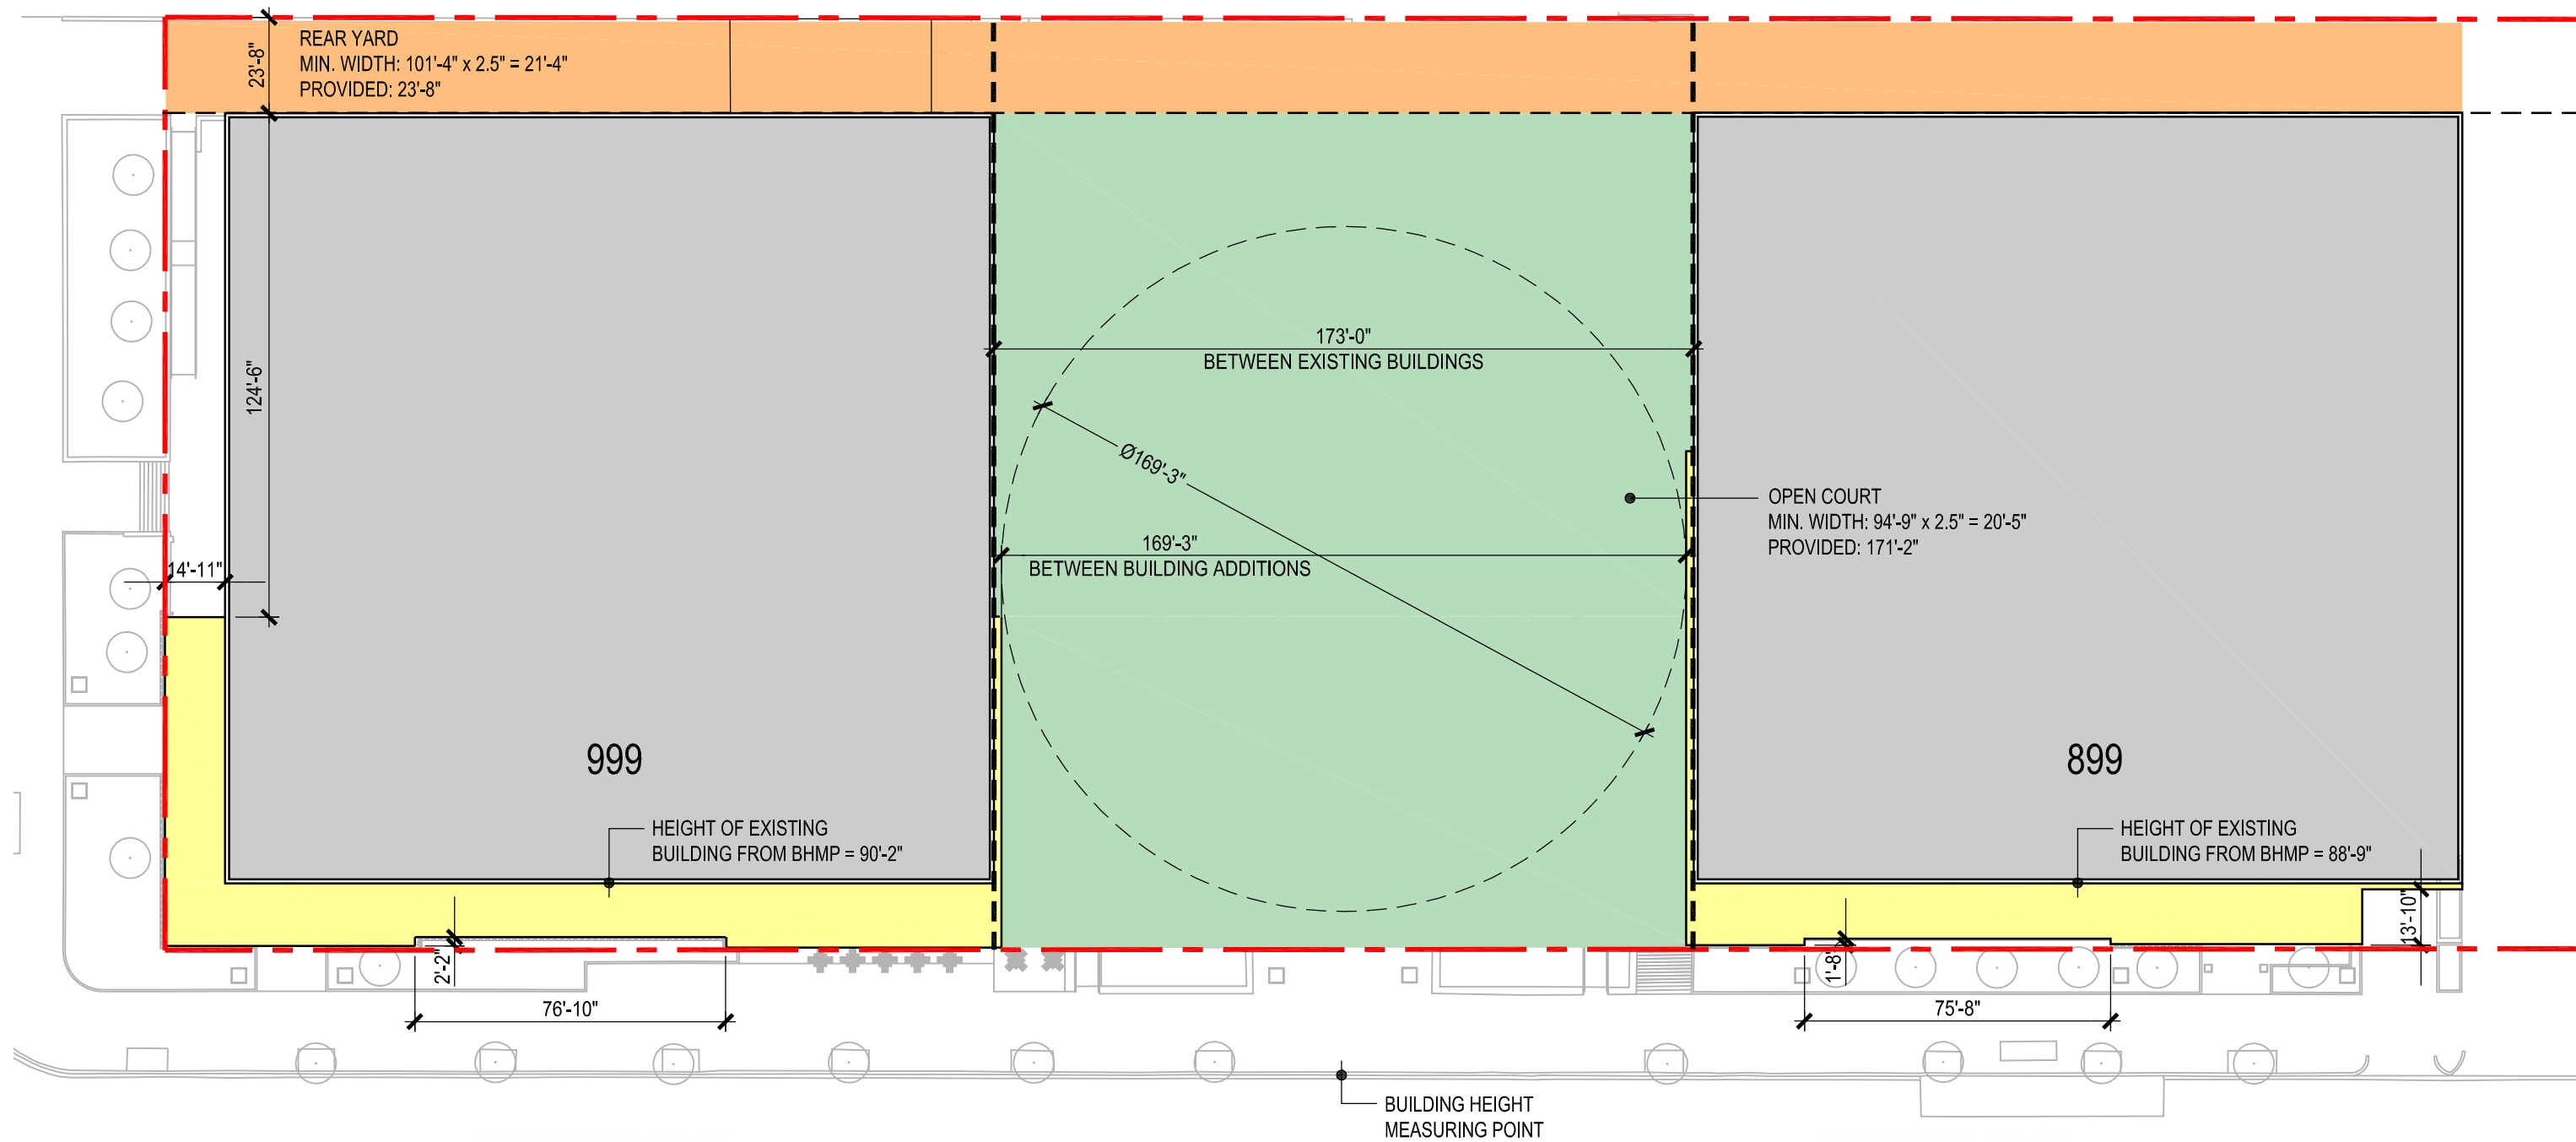 23'-8"
REAR YARD
MIN. WIDTH: 101'-4" x 2.5" = 21'-4"
PROVIDED: 23'-8"
124'-6"
14'-11"
173'-0"
BETWEEN EXISTING BUILDINGS
Ø169'-3"
169'-3"
BETWEEN BUILDING ADDITIONS
OPEN COURT
MIN. WIDTH: 94'-9" x 2.5" = 20'-5"
PROVIDED: 171'-2"
999
899
HEIGHT OF EXISTING
BUILDING FROM BHMP = 90'-2"
HEIGHT OF EXISTING
BUILDING FROM BHMP = 88'-9"
2'-2"
1'-8"
13'-10"
76'-10"
75'-8"
BUILDING HEIGHT
MEASURING POINT